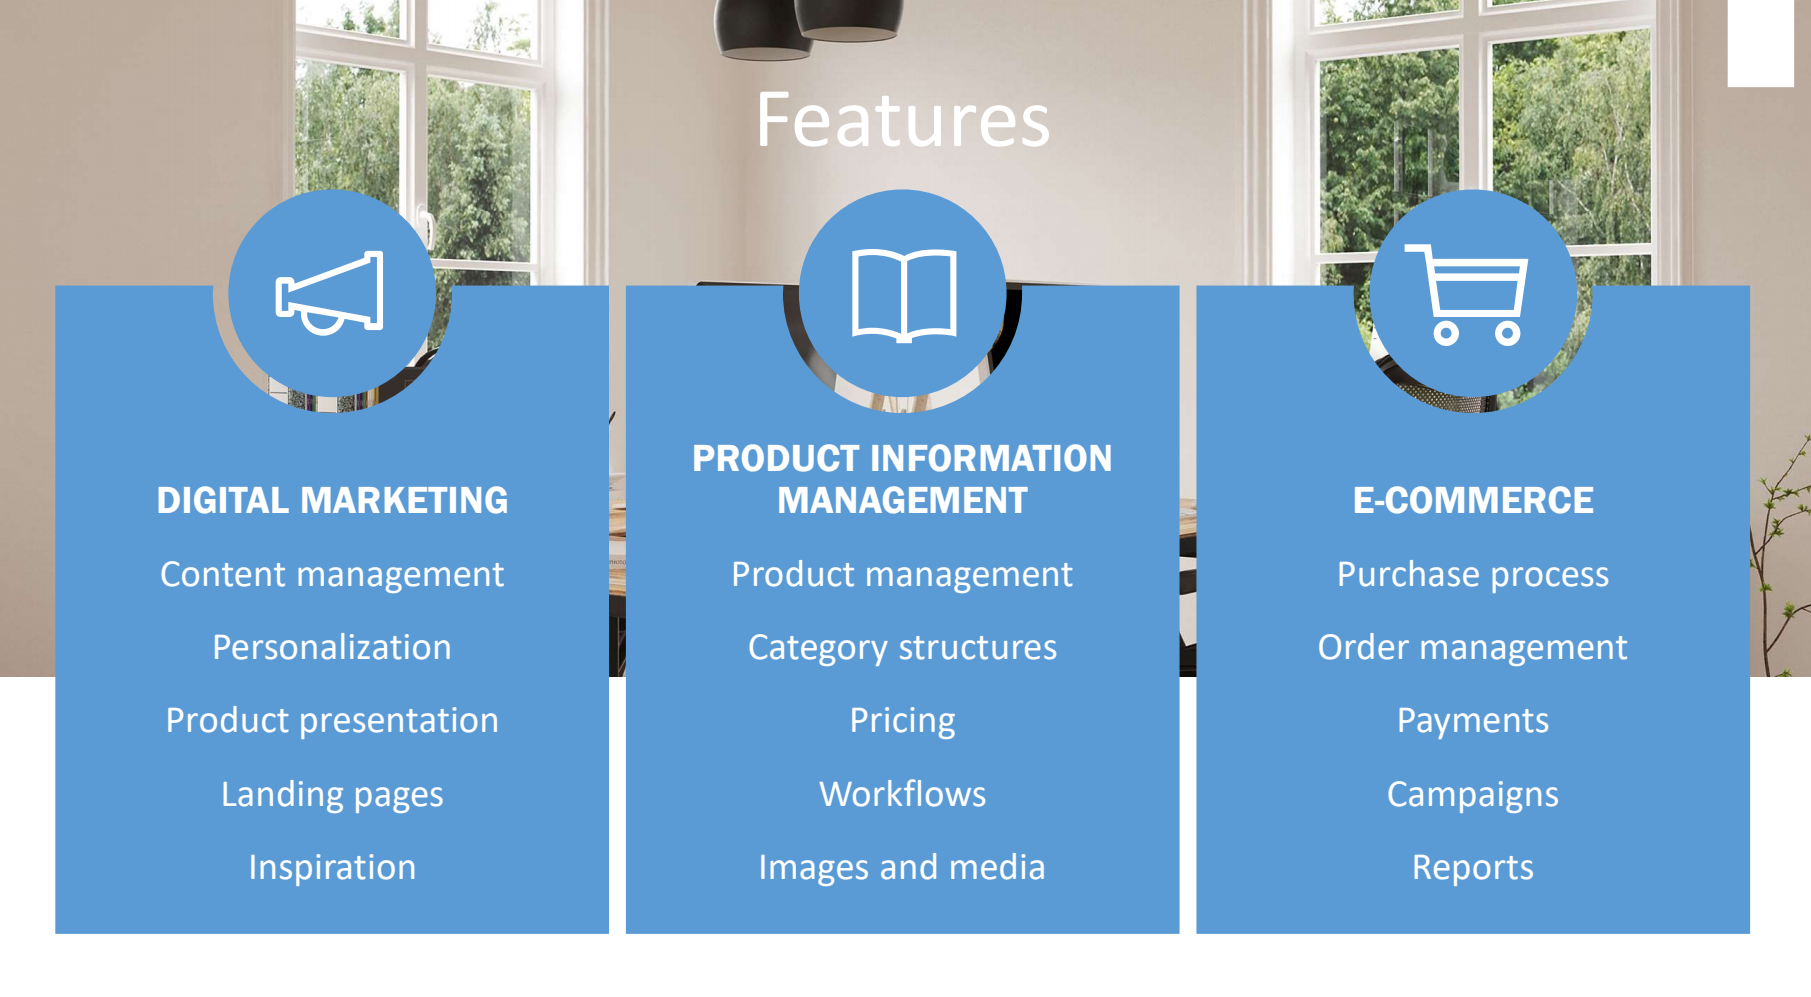 Features
DIGITAL MARKETING
Content management
Personalization
Product presentation
Landing pages
Inspiration
PRODUCT INFORMATION
MANAGEMENT
Product management
Category structures
Pricing
Workflows
Images and media
E-COMMERCE
Purchase process
Order management
Payments
Campaigns
Reports